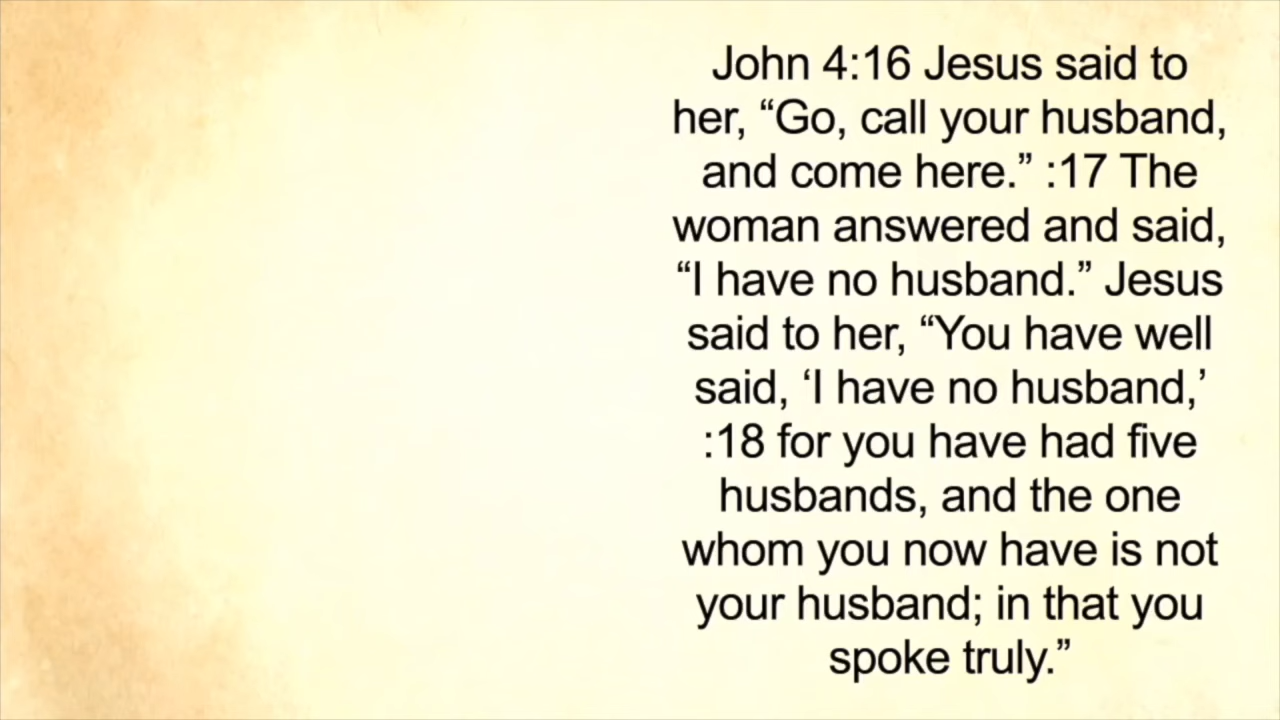 John 4:16 Jesus said to
her, “Go, call your husband,
and come here.” :17 The
woman answered and said,
“I have no husband.” Jesus
said to her, “You have well
said, ‘I have no husband,’
:18 for you have had five
husbands, and the one
whom you now have is not
your husband; in that you
spoke truly.”